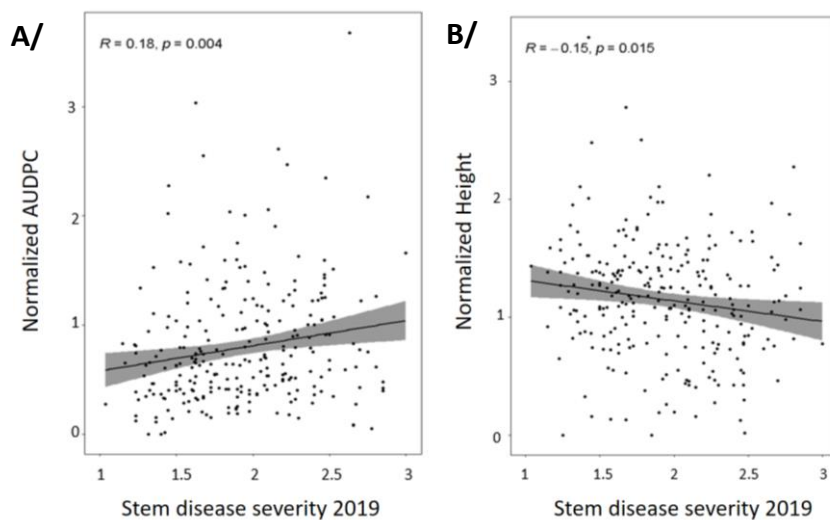 A/
R = 0.18, p = 0.004
Normalized AUDPC
3
2
1
0
1 1.5 2 2.5 3
Stem disease severity 2019
B/
R = −0.15, p = 0.015
Normalized Height
3
2
1
0
1 1.5 2.0 2.5 3
Stem disease severity 2019